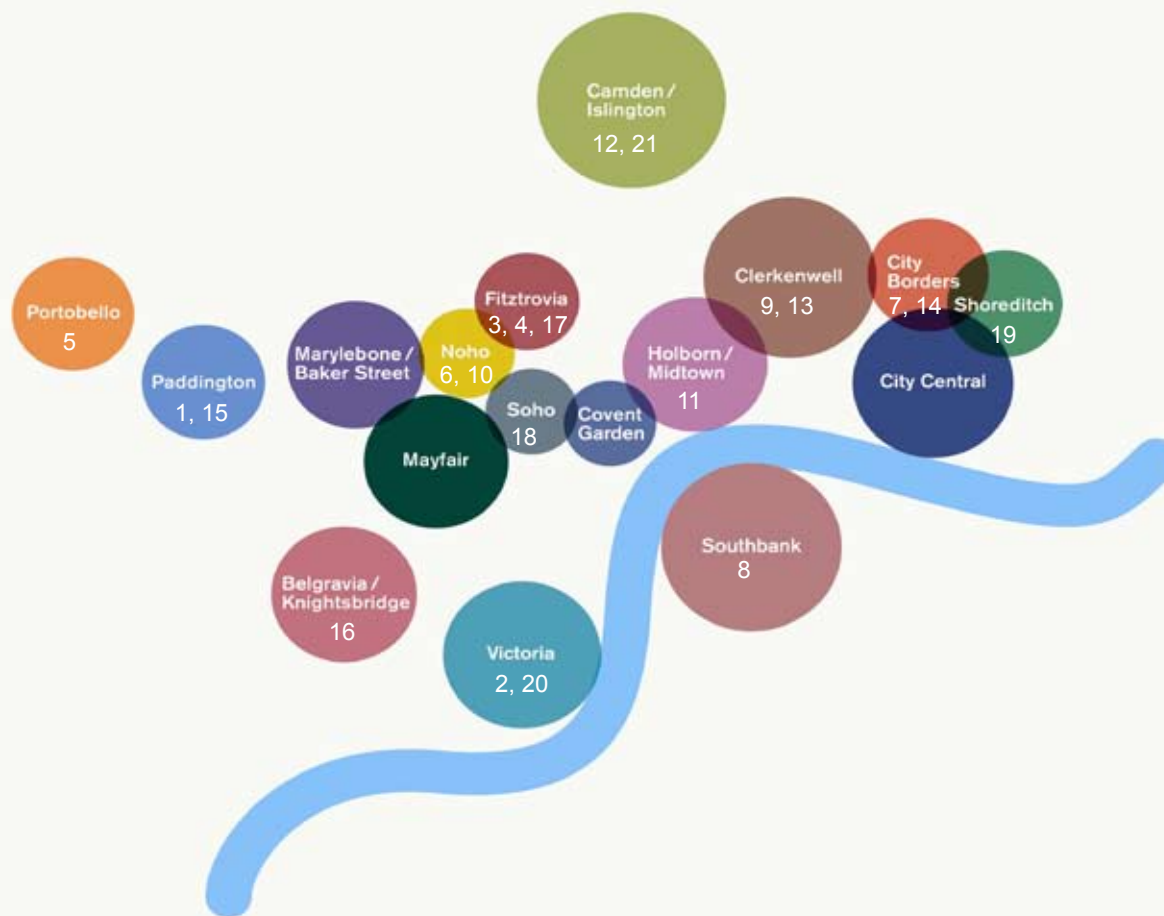 Camden /
Islington
12, 21
Clerkenwell
9, 13
City
Borders
7, 14
Shoreditch
19
Portobello
5
Fitztrovia
3, 4, 17
Paddington
1, 15
Marylebone /
Baker Street
Noho
6, 10
Holborn /
Midtown
11
City Central
Soho
18
Covent
Garden
Mayfair
Southbank
8
Belgravia /
Knightsbridge
16
Victoria
2, 20